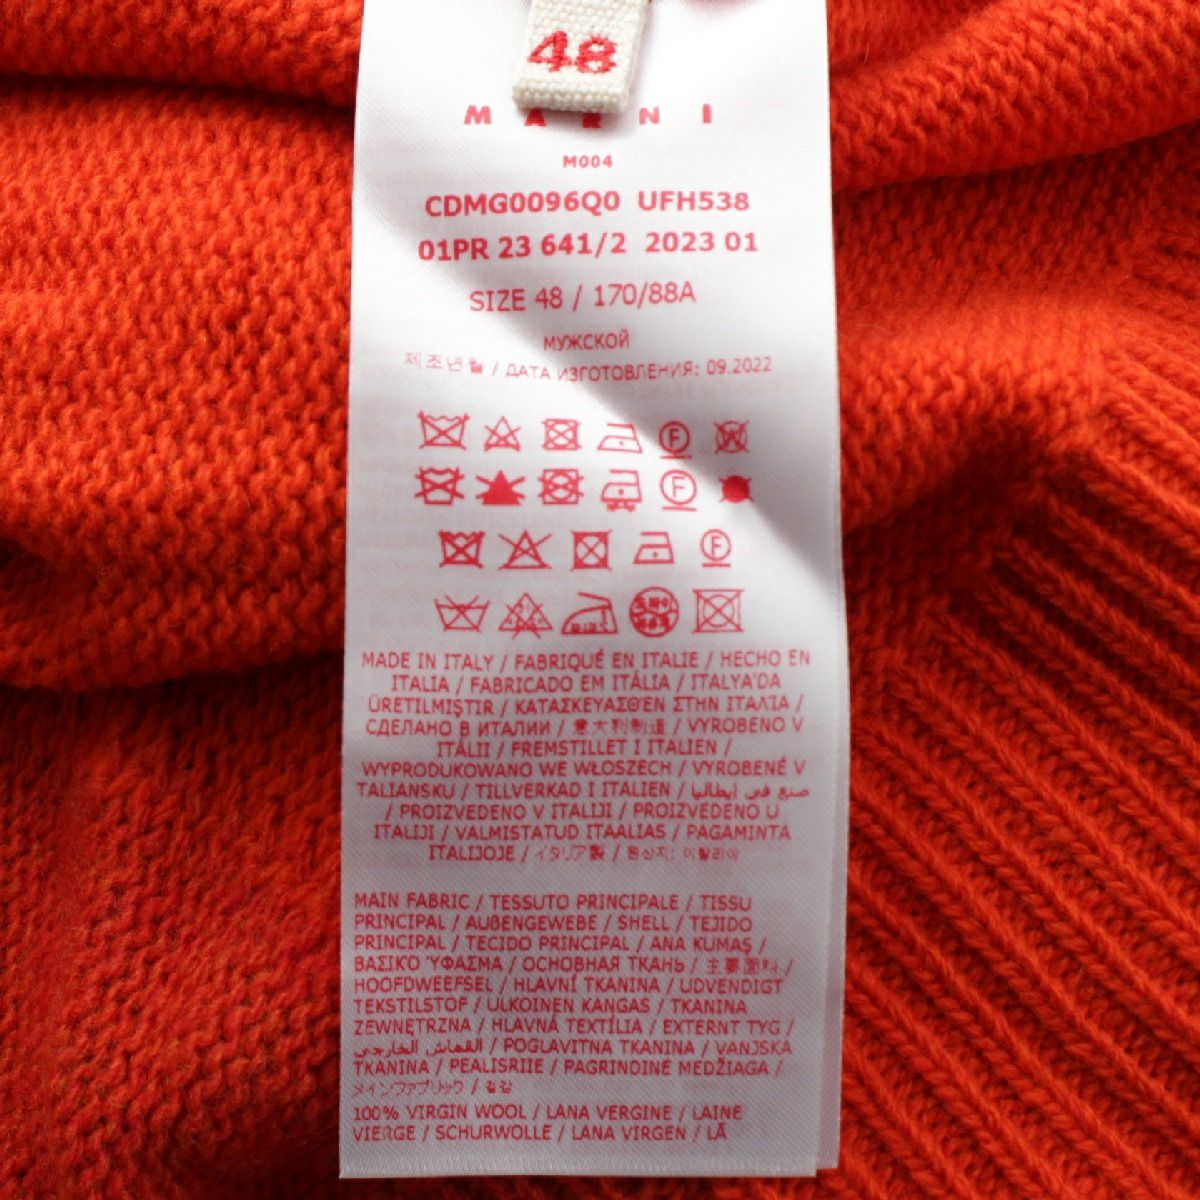 48
MARNI
M004
CDMG0096Q0 UFH538
01PR 23 641/2 2023 01
SIZE 48 / 170/88A
МУЖСКОЙ
제조년월 / ДАТА ИЗГОТОВЛЕНИЯ: 09.2022
F
F
F
MADE IN ITALY / FABRIQUÉ EN ITALIE / HECHO EN
ITALIA / FABRICADO EM ITÁLIA / ITALYA'DA
ÜRETILMIŞTIR / ΚΑΤΑΣΚΕΥΑΣΘΕΝ ΣΤΗΝ ΙΤΑΛΙΑ /
СДЕЛАНО В ИТАЛИИ / 意大利制造 / VYROBENO V
ITÁLII / FREMSTILLET I ITALIEN /
WYPRODUKOWANO WE WŁOSZECH / VYROBENÉ V
TALIANSKU / TILLVERKAD I ITALIEN / صنع في إيطاليا
/ PROIZVEDENO V ITALIJI / PROIZVEDENO U
ITALIJI / VALMISTATUD ITAALIAS / PAGAMINTA
ITALIJOJE / イタリア製 / 원산지: 이탈리아
MAIN FABRIC / TESSUTO PRINCIPALE / TISSU
PRINCIPAL / AUßENGEWEBE / SHELL / TEJIDO
PRINCIPAL / TECIDO PRINCIPAL / ANA KUMAŞ /
ΒΑΣΙΚΟ ΎΦΑΣΜΑ / ОСНОВНАЯ ТКАНЬ / 主要面料 /
HOOFDWEEFSEL / HLAVNÍ TKANINA / UDVENDIGT
TEKSTILSTOF / ULKOINEN KANGAS / TKANINA
ZEWNĘTRZNA / HLAVNÁ TEXTÍLIA / EXTERNT TYG /
القماش الخارجي / POGLAVITNA TKANINA / VANJSKA
TKANINA / PEALISRIIE / PAGRINDINĖ MEDŽIAGA /
メインファブリック / 겉감
100% VIRGIN WOOL / LANA VERGINE / LAINE
VIERGE / SCHURWOLLE / LANA VIRGEN / LÃ